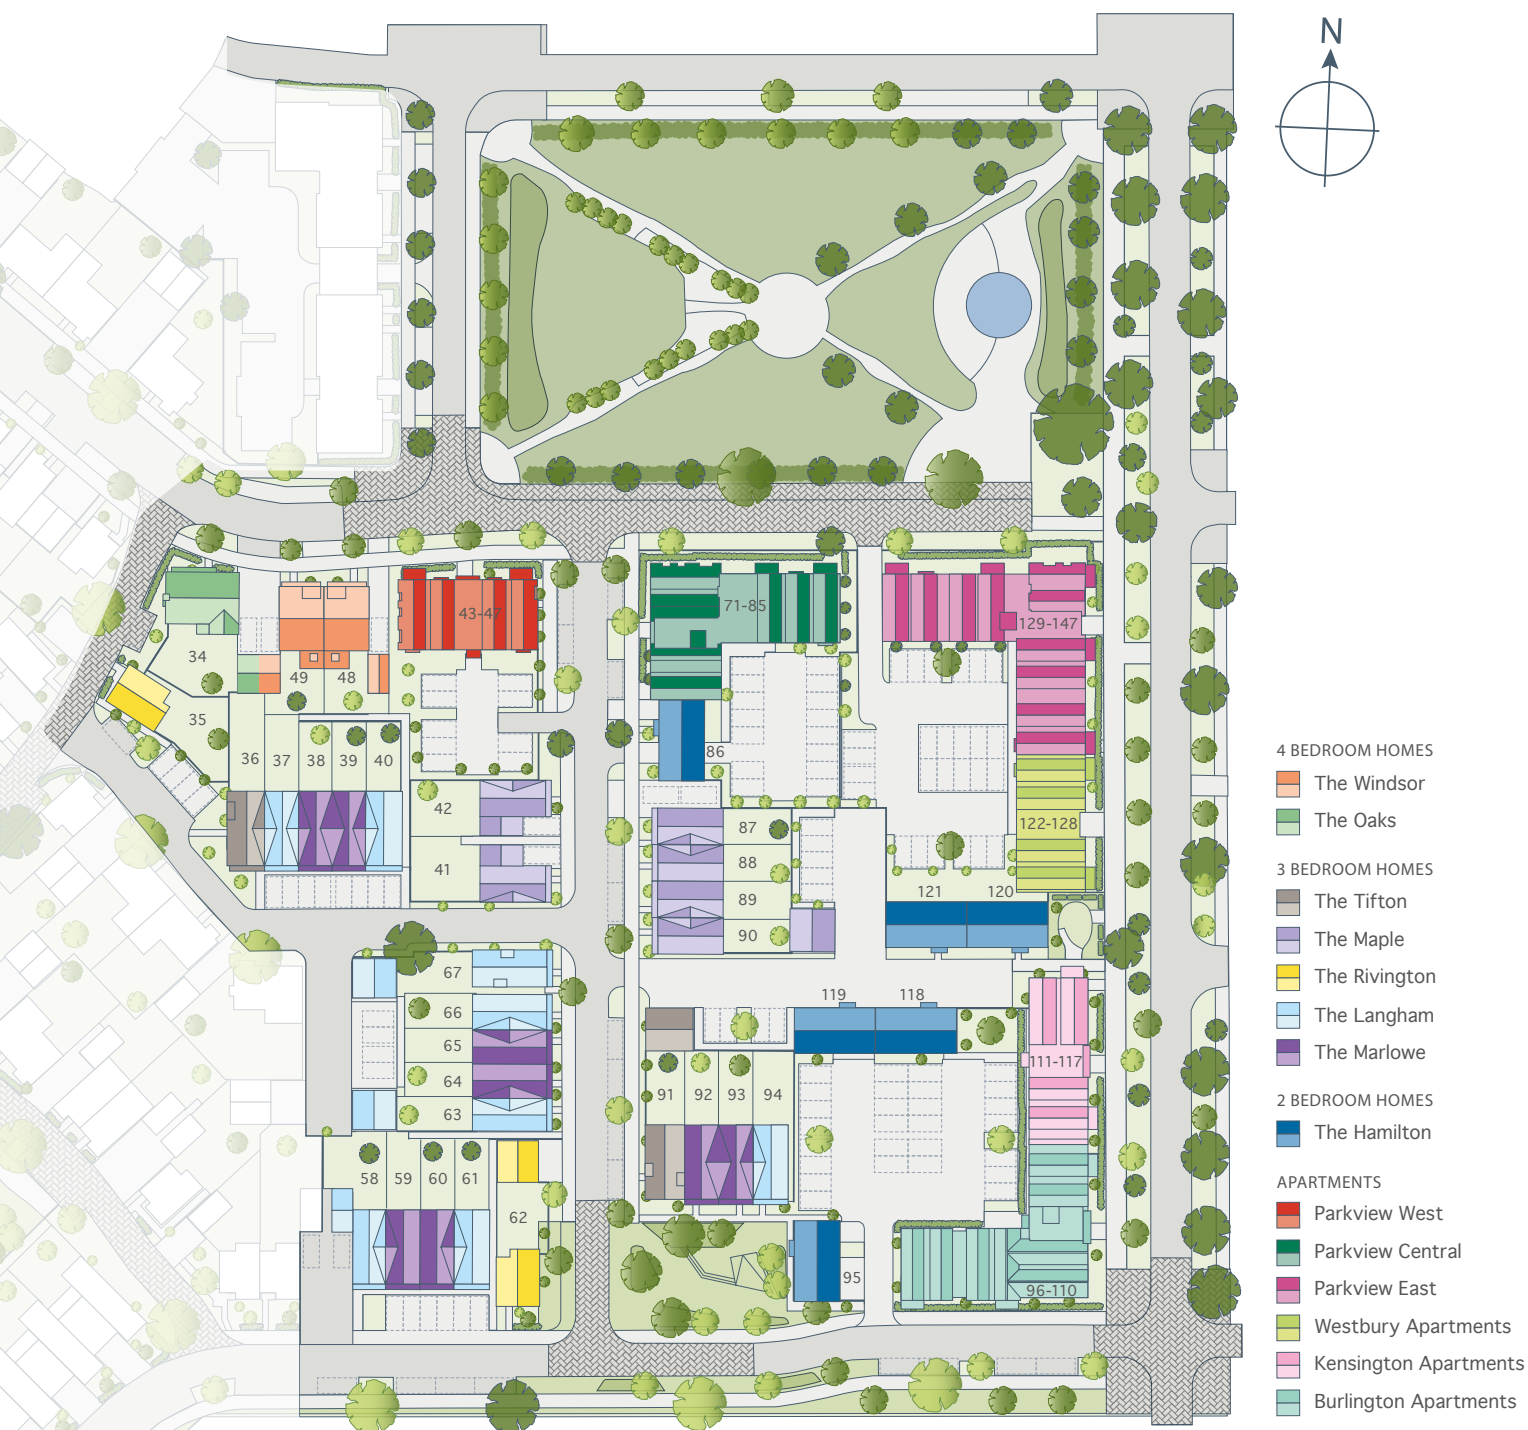 N
43-47
71-85
129-147
34
49
48
35
36
37
38
39
40
86
42
41
87
88
89
90
122-128
121
120
67
66
65
64
63
119
118
111-117
91
92
93
94
58
59
60
61
62
95
96-110
4 BEDROOM HOMES
The Windsor
The Oaks
3 BEDROOM HOMES
The Tifton
The Maple
The Rivington
The Langham
The Marlowe
2 BEDROOM HOMES
The Hamilton
APARTMENTS
Parkview West
Parkview Central
Parkview East
Westbury Apartments
Kensington Apartments
Burlington Apartments